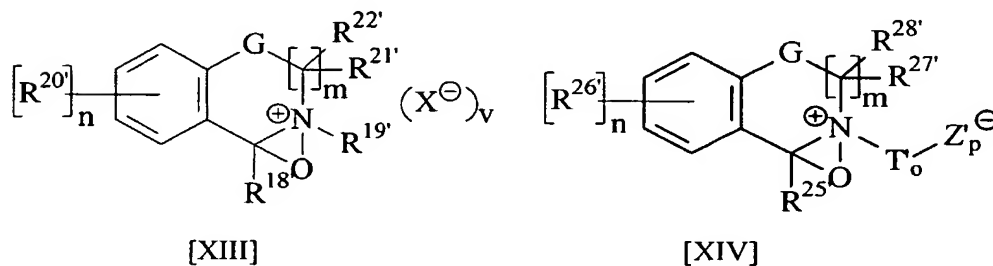 G R22' G R28'
[R20']n [ ]m R21' (X⊖)v [R26']n [ ]m R27'
⊕N R19' ⊕N Z'p⊖
O O T'o
R18' R25'
[XIII] [XIV]